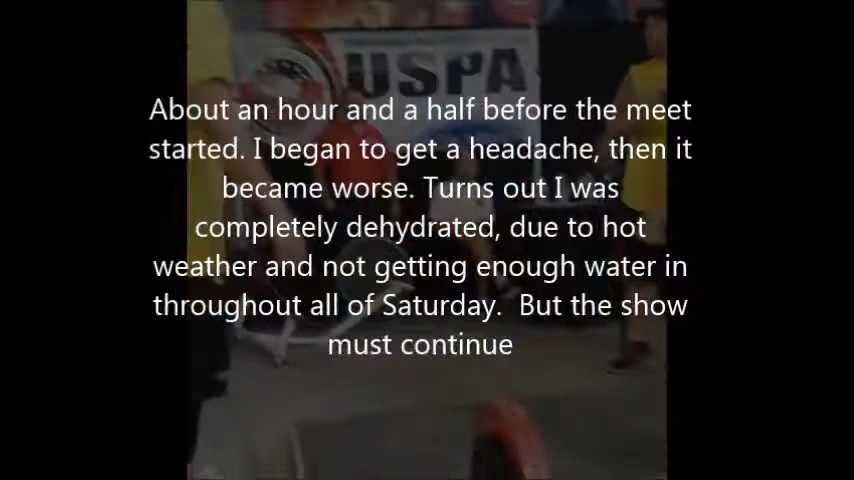 USPA
About an hour and a half before the meet
started. I began to get a headache, then it
became worse. Turns out I was
completely dehydrated, due to hot
weather and not getting enough water in
throughout all of Saturday.  But the show
must continue